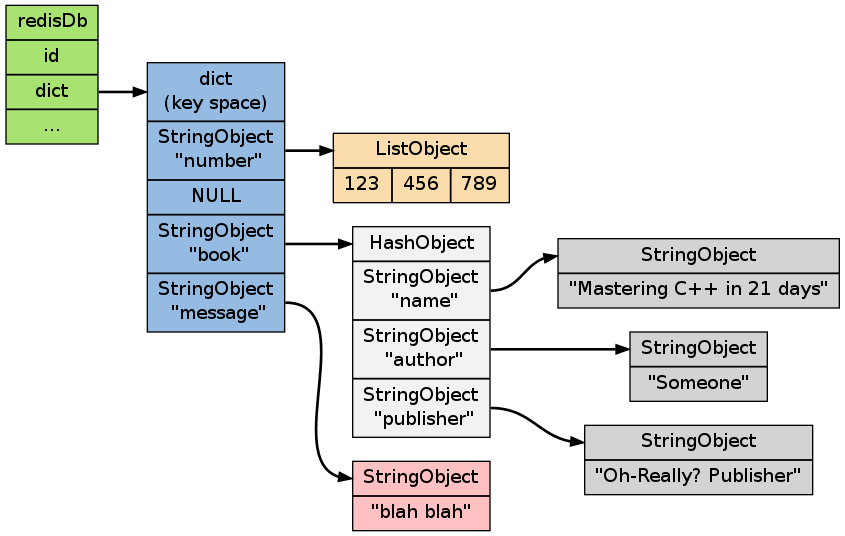 redisDb
id
dict
...
dict
(key space)
StringObject
"number"
NULL
StringObject
"book"
StringObject
"message"
ListObject
123 456 789
HashObject
StringObject
"name"
StringObject
"author"
StringObject
"publisher"
StringObject
"Mastering C++ in 21 days"
StringObject
"Someone"
StringObject
"Oh-Really? Publisher"
StringObject
"blah blah"